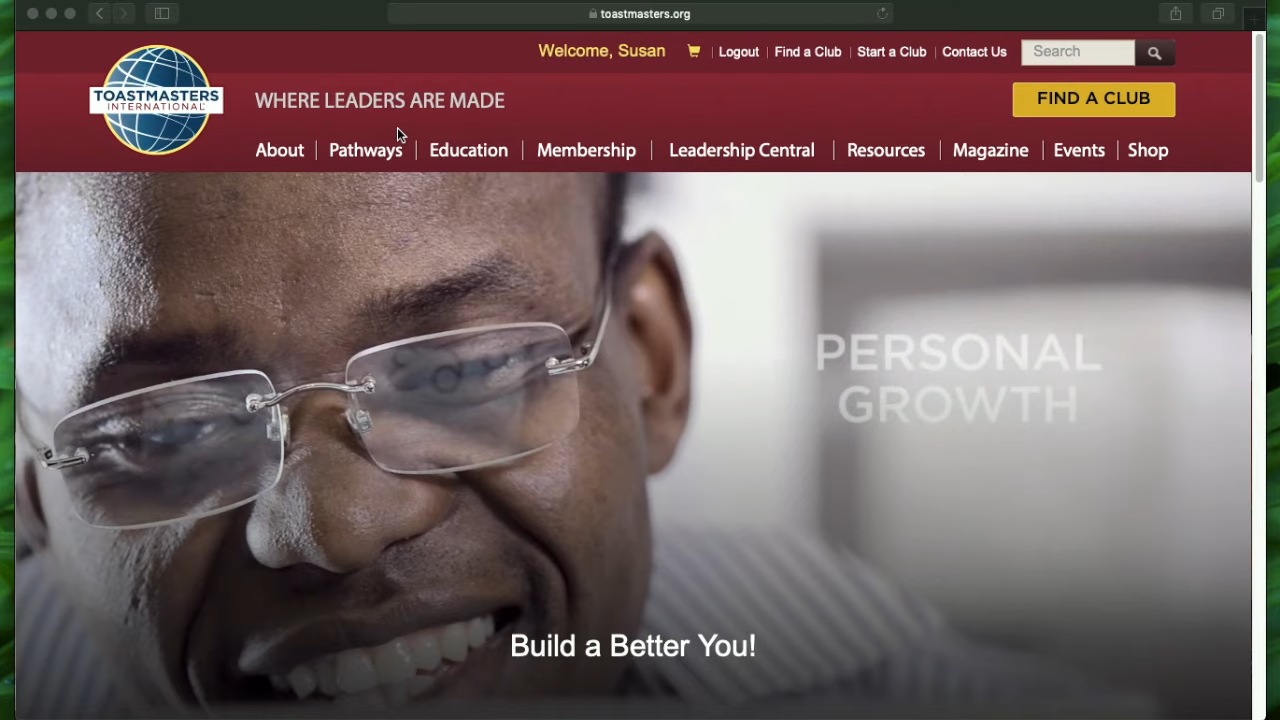 toastmasters.org
Welcome, Susan
Logout
Find a Club
Start a Club
Contact Us
Search
TOASTMASTERS
INTERNATIONAL
WHERE LEADERS ARE MADE
FIND A CLUB
About
Pathways
Education
Membership
Leadership Central
Resources
Magazine
Events
Shop
PERSONAL
GROWTH
Build a Better You!